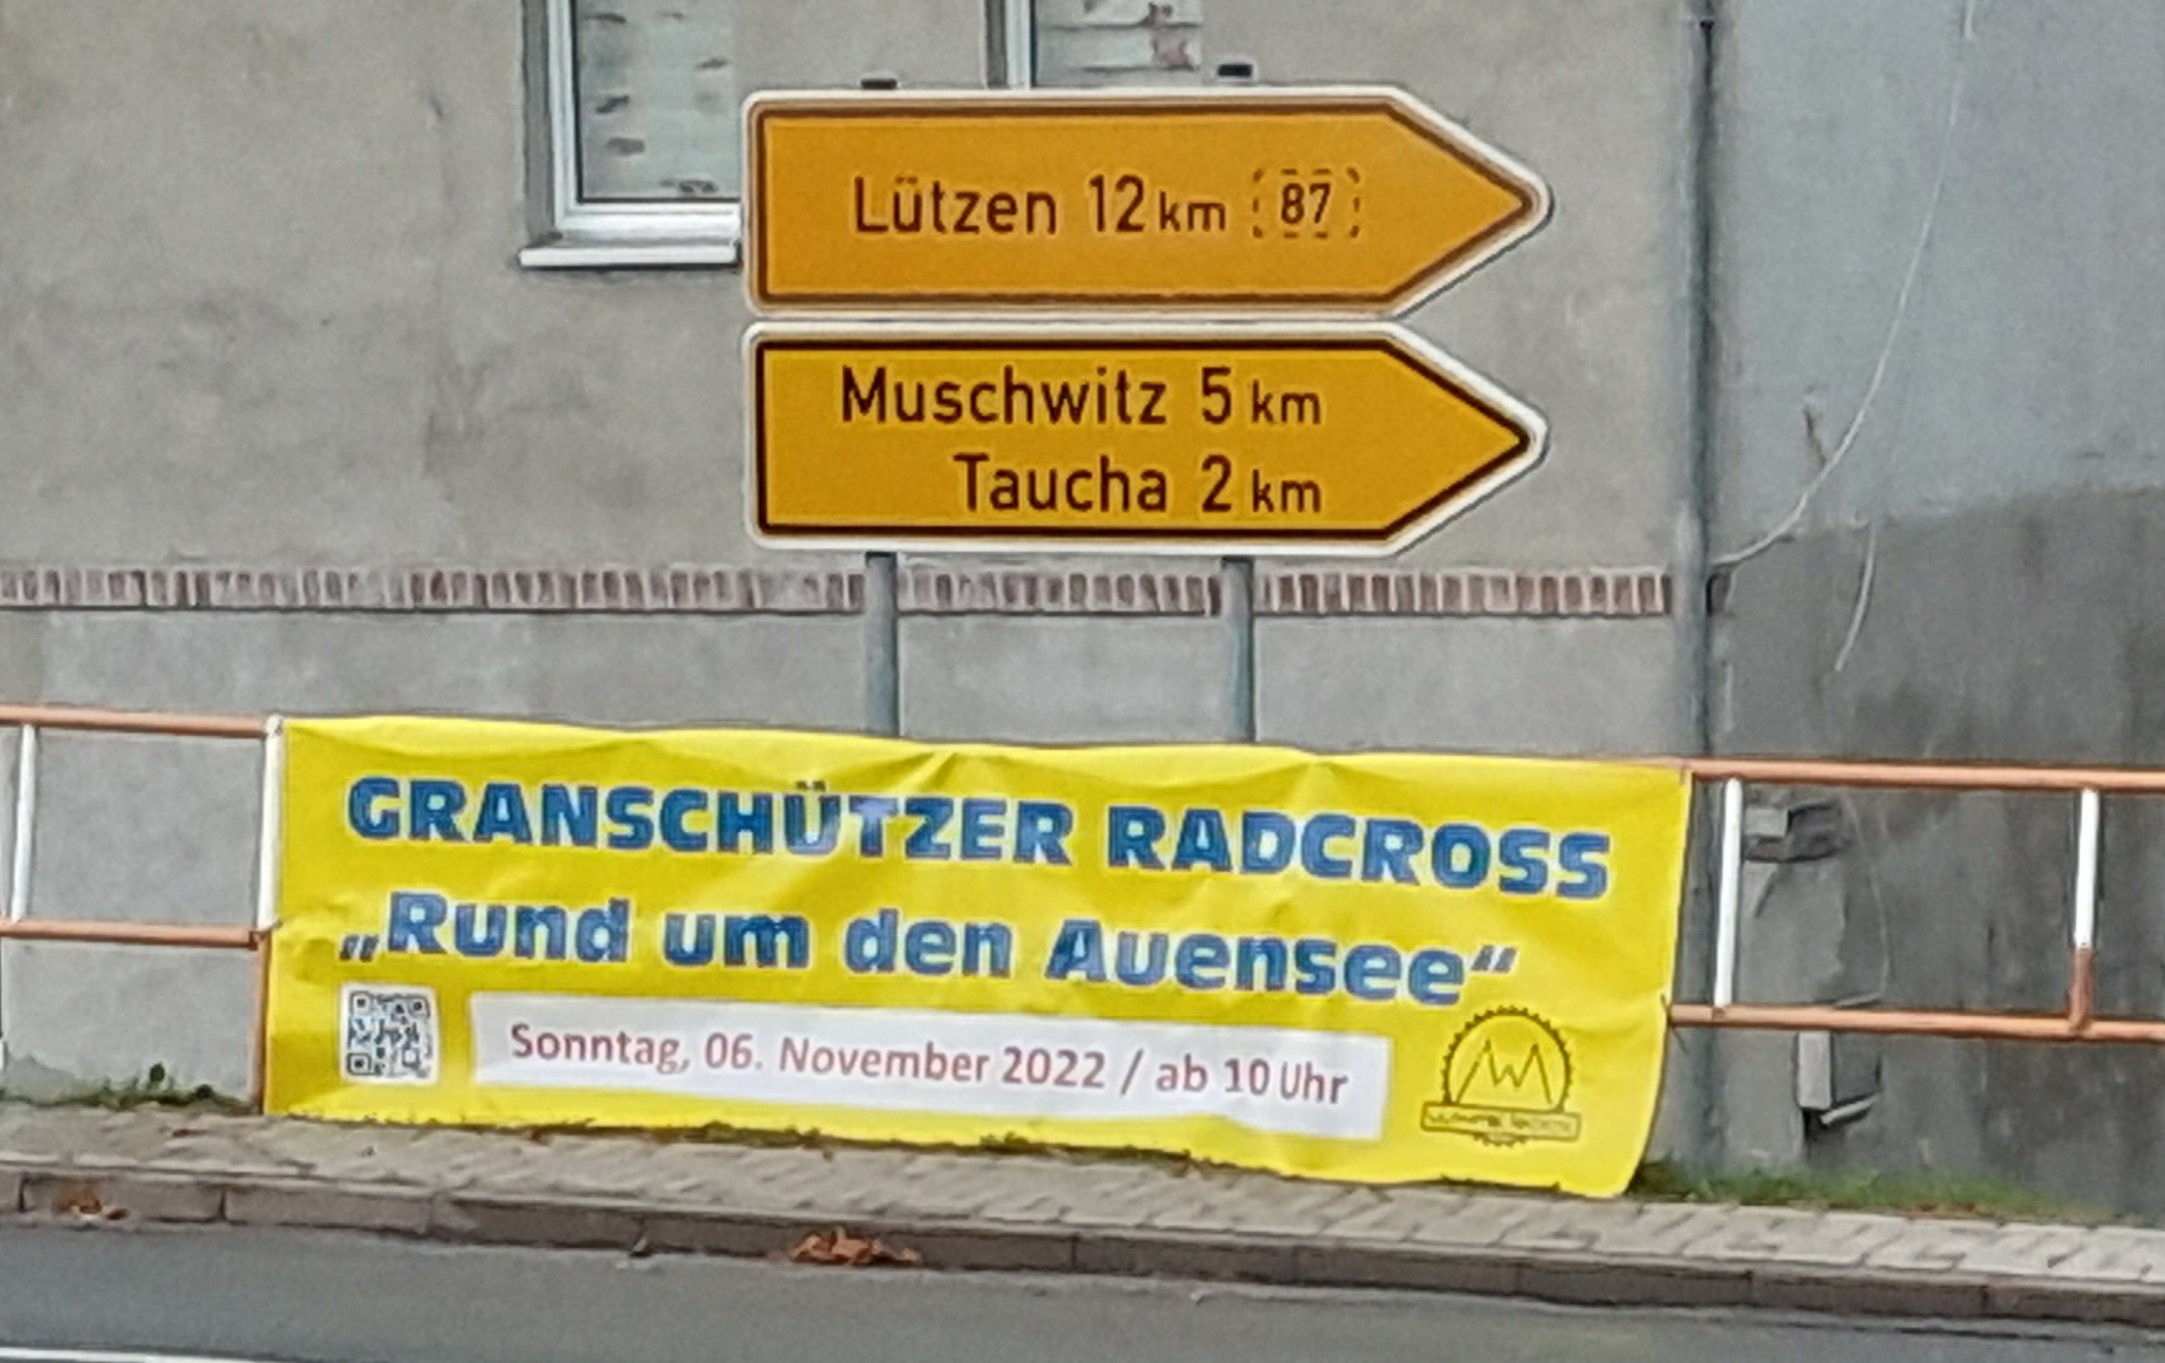 Lützen 12 km 87
Muschwitz 5 km
Taucha 2 km
GRANSCHÜTZER RADCROSS
„Rund um den Auensee“
Sonntag, 06. November 2022 / ab 10 Uhr